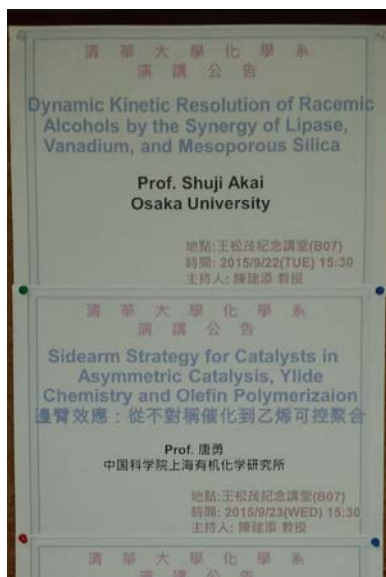 清華大學化學系
演講公告
Dynamic Kinetic Resolution of Racemic
Alcohols by the Synergy of Lipase,
Vanadium, and Mesoporous Silica
Prof. Shuji Akai
Osaka University
地點:王松茂紀念講堂(B07)
時間: 2015/9/22(TUE) 15:30
主持人: 陳建添 教授
清華大學化學系
演講公告
Sidearm Strategy for Catalysts in
Asymmetric Catalysis, Ylide
Chemistry and Olefin Polymerizaion
邊臂效應：從不對稱催化到乙烯可控聚合
Prof. 唐勇
中国科学院上海有机化学研究所
地點:王松茂紀念講堂(B07)
時間: 2015/9/23(WED) 15:30
主持人: 陳建添 教授
清華大學化學系
演講公告